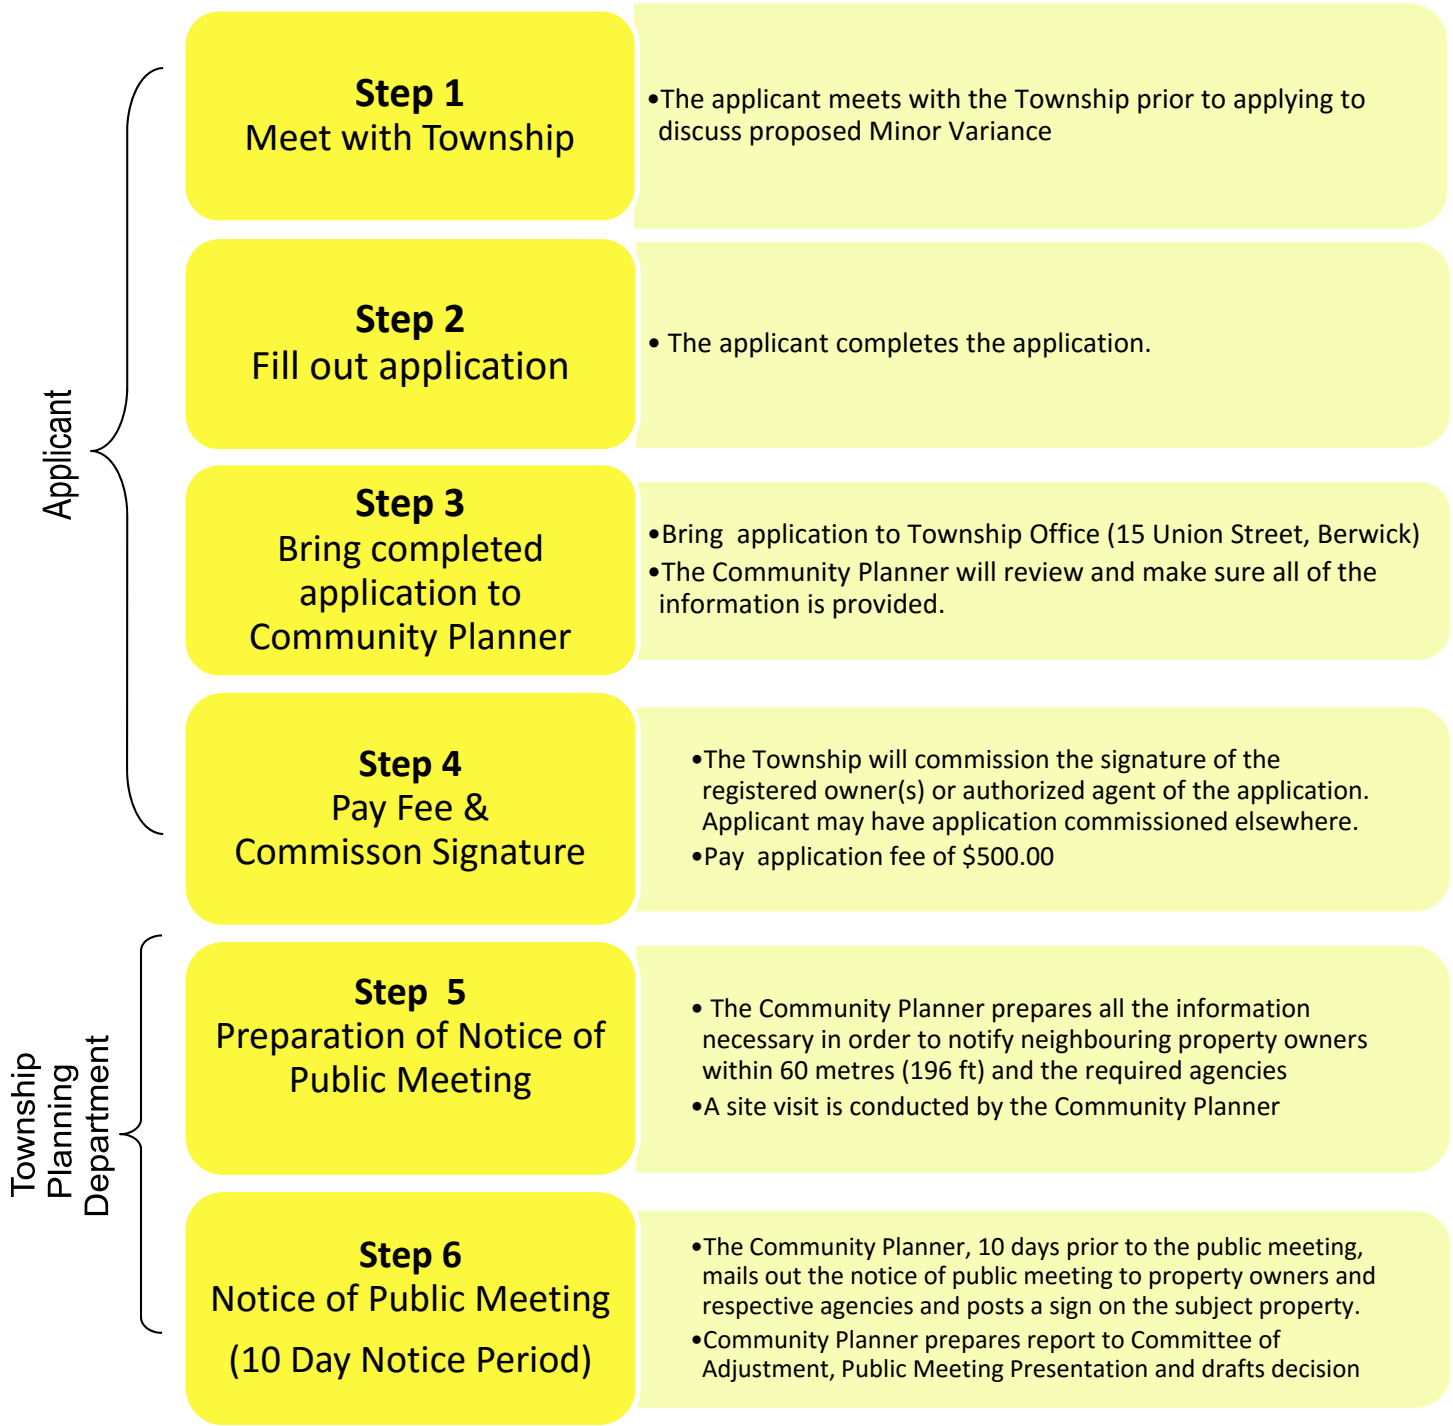 Applicant
Step 1
Meet with Township
•The applicant meets with the Township prior to applying to
discuss proposed Minor Variance
Step 2
Fill out application
• The applicant completes the application.
Step 3
Bring completed
application to
Community Planner
•Bring  application to Township Office (15 Union Street, Berwick)
•The Community Planner will review and make sure all of the
information is provided.
Step 4
Pay Fee &
Commisson Signature
•The Township will commission the signature of the
registered owner(s) or authorized agent of the application.
Applicant may have application commissioned elsewhere.
•Pay  application fee of $500.00
Township
Planning
Department
Step  5
Preparation of Notice of
Public Meeting
• The Community Planner prepares all the information
necessary in order to notify neighbouring property owners
within 60 metres (196 ft) and the required agencies
•A site visit is conducted by the Community Planner
Step 6
Notice of Public Meeting
(10 Day Notice Period)
•The Community Planner, 10 days prior to the public meeting,
mails out the notice of public meeting to property owners and
respective agencies and posts a sign on the subject property.
•Community Planner prepares report to Committee of
Adjustment, Public Meeting Presentation and drafts decision